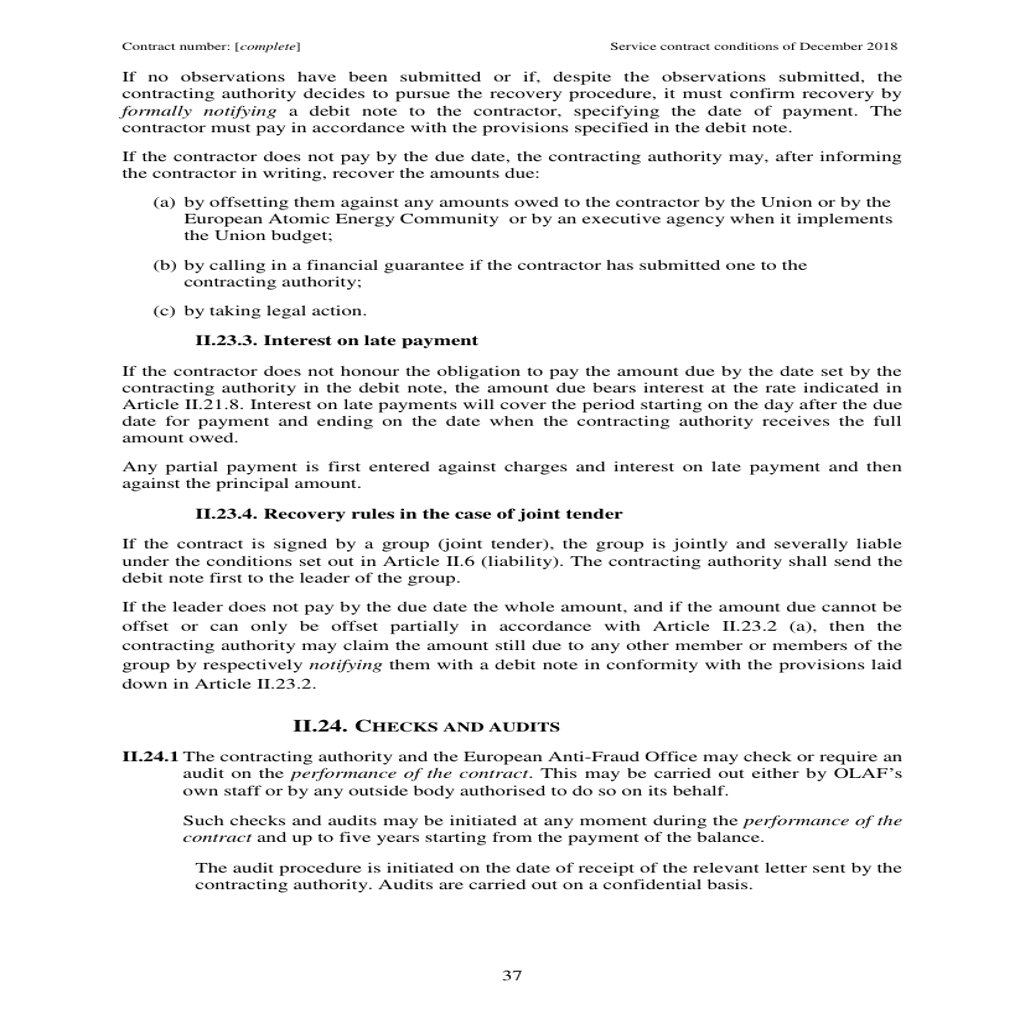 Contract number: [complete]
Service contract conditions of December 2018
If no observations have been submitted or if, despite the observations submitted, the
contracting authority decides to pursue the recovery procedure, it must confirm recovery by
formally notifying a debit note to the contractor, specifying the date of payment. The
contractor must pay in accordance with the provisions specified in the debit note.
If the contractor does not pay by the due date, the contracting authority may, after informing
the contractor in writing, recover the amounts due:
(a) by offsetting them against any amounts owed to the contractor by the Union or by the
European Atomic Energy Community or by an executive agency when it implements
the Union budget;
(b) by calling in a financial guarantee if the contractor has submitted one to the
contracting authority;
(c) by taking legal action.
II.23.3. Interest on late payment
If the contractor does not honour the obligation to pay the amount due by the date set by the
contracting authority in the debit note, the amount due bears interest at the rate indicated in
Article II.21.8. Interest on late payments will cover the period starting on the day after the due
date for payment and ending on the date when the contracting authority receives the full
amount owed.
Any partial payment is first entered against charges and interest on late payment and then
against the principal amount.
II.23.4. Recovery rules in the case of joint tender
If the contract is signed by a group (joint tender), the group is jointly and severally liable
under the conditions set out in Article II.6 (liability). The contracting authority shall send the
debit note first to the leader of the group.
If the leader does not pay by the due date the whole amount, and if the amount due cannot be
offset or can only be offset partially in accordance with Article II.23.2 (a), then the
contracting authority may claim the amount still due to any other member or members of the
group by respectively notifying them with a debit note in conformity with the provisions laid
down in Article II.23.2.
II.24. CHECKS AND AUDITS
II.24.1 The contracting authority and the European Anti-Fraud Office may check or require an
audit on the performance of the contract. This may be carried out either by OLAF's
own staff or by any outside body authorised to do so on its behalf.
Such checks and audits may be initiated at any moment during the performance of the
contract and up to five years starting from the payment of the balance.
The audit procedure is initiated on the date of receipt of the relevant letter sent by the
contracting authority. Audits are carried out on a confidential basis.
37